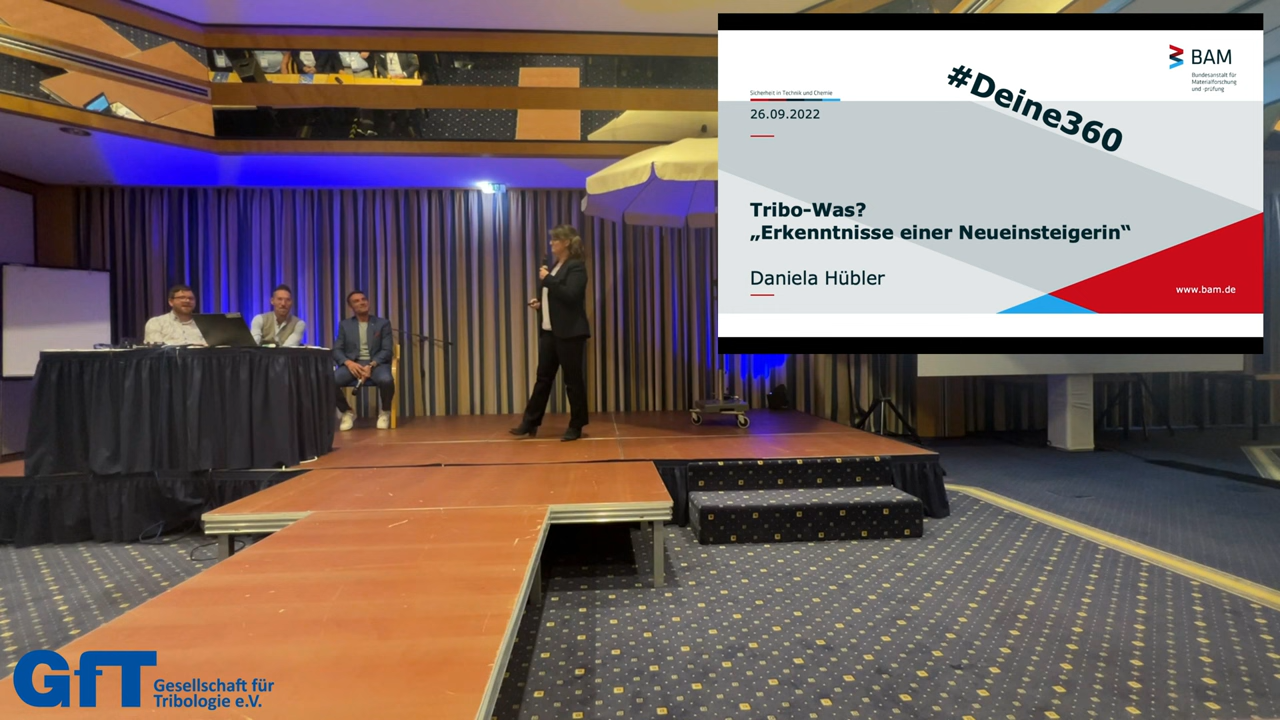 BAM
Bundesanstalt für
Materialforschung
und -prüfung
Sicherheit in Technik und Chemie
#Deine360
26.09.2022
Tribo-Was?
„Erkenntnisse einer Neueinsteigerin“
Daniela Hübler
www.bam.de
GfT
Gesellschaft für
Tribologie e.V.